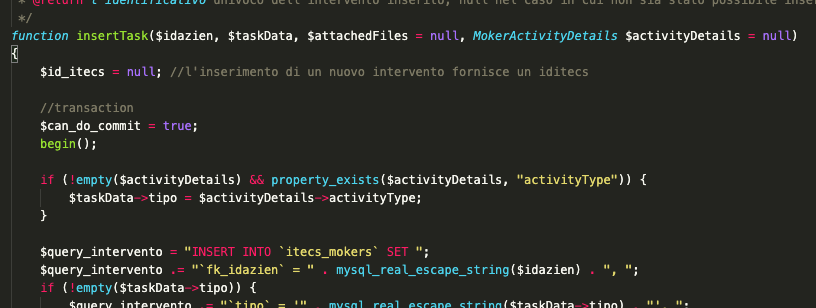 * @return l'identificativo univoco dell'intervento inserito, null nel caso in cui non sia stato possibile
*/
function insertTask($idazien, $taskData, $attachedFiles = null, MokerActivityDetails $activityDetails = null)
{
$id_itecs = null; //l'inserimento di un nuovo intervento fornisce un iditecs
//transaction
$can_do_commit = true;
begin();
if (!empty($activityDetails) && property_exists($activityDetails, "activityType")) {
$taskData->tipo = $activityDetails->activityType;
}
$query_intervento = "INSERT INTO `itecs_mokers` SET ";
$query_intervento .= "`fk_idazien` = " . mysql_real_escape_string($idazien) . ", ";
if (!empty($taskData->tipo)) {
$query_intervento .= "`tipo` = '" . mysql_real_escape_string($taskData->tipo) . "', ";